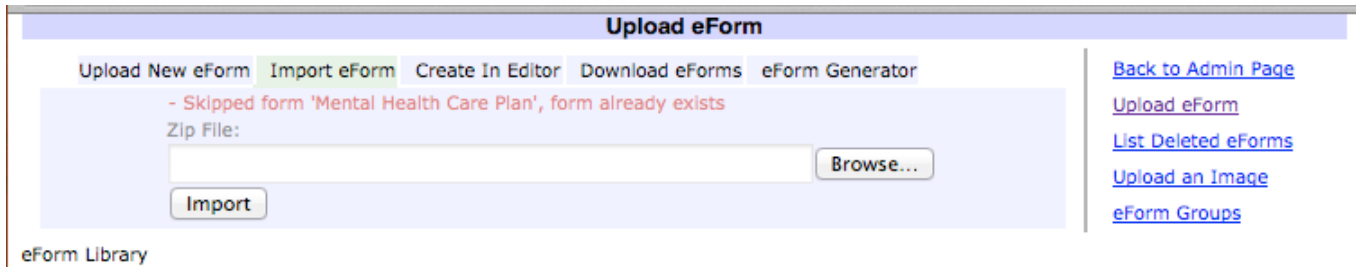 Upload eForm
Upload New eForm Import eForm Create In Editor Download eForms eForm Generator
- Skipped form 'Mental Health Care Plan', form already exists
Zip File:
Browse...
Import
Back to Admin Page
Upload eForm
List Deleted eForms
Upload an Image
eForm Groups
eForm Library